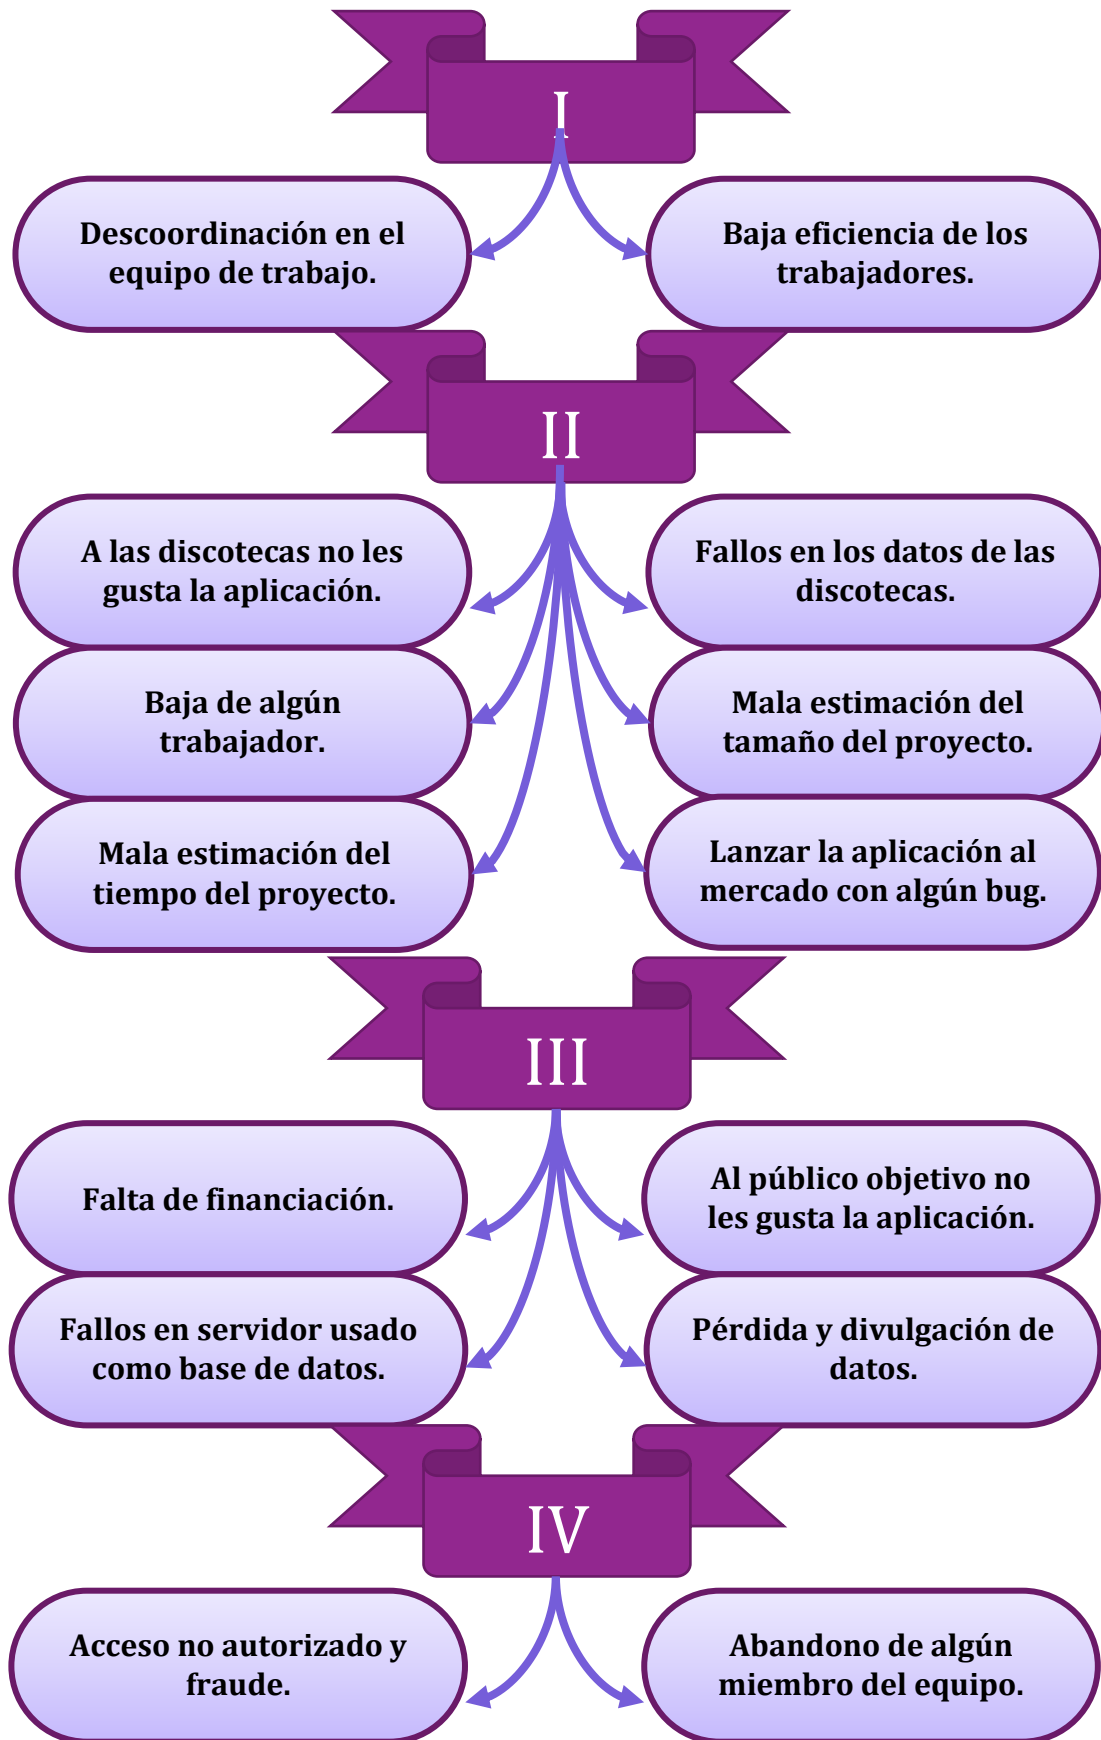 I
Descoordinación en el
equipo de trabajo.
Baja eficiencia de los
trabajadores.
II
A las discotecas no les
gusta la aplicación.
Fallos en los datos de las
discotecas.
Baja de algún
trabajador.
Mala estimación del
tamaño del proyecto.
Mala estimación del
tiempo del proyecto.
Lanzar la aplicación al
mercado con algún bug.
III
Falta de financiación.
Al público objetivo no
les gusta la aplicación.
Fallos en servidor usado
como base de datos.
Pérdida y divulgación de
datos.
IV
Acceso no autorizado y
fraude.
Abandono de algún
miembro del equipo.